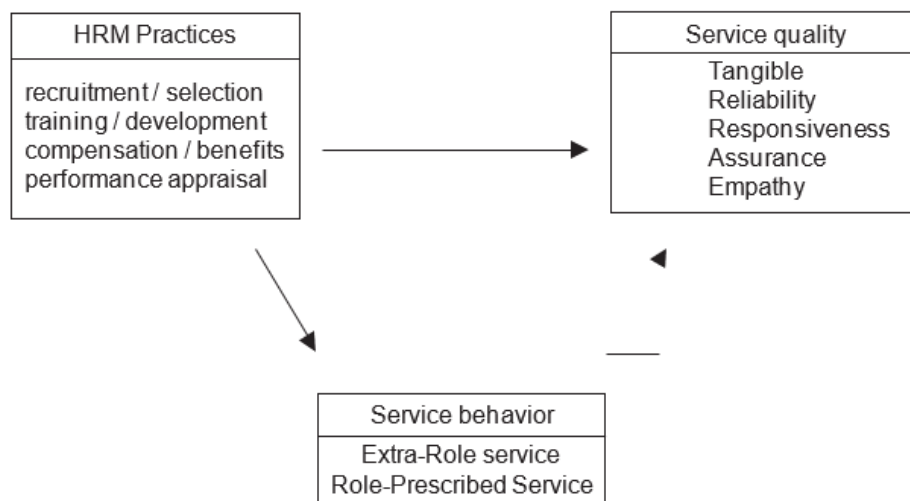 HRM Practices
recruitment / selection
training / development
compensation / benefits
performance appraisal
Service quality
Tangible
Reliability
Responsiveness
Assurance
Empathy
Service behavior
Extra-Role service
Role-Prescribed Service